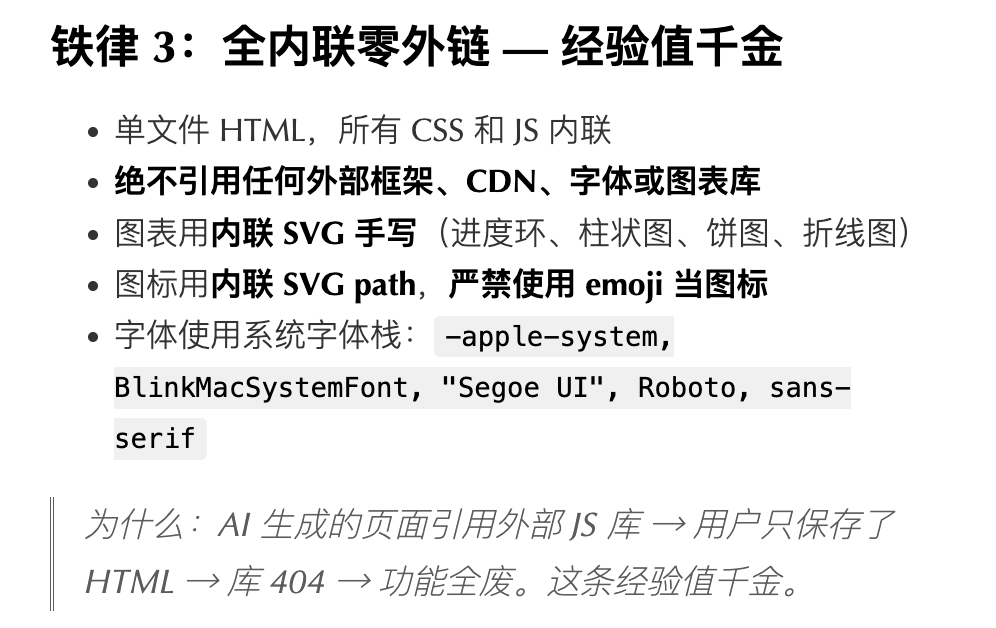 铁律 3：全内联零外链 — 经验值千金
• 单文件 HTML，所有 CSS 和 JS 内联
• 绝不引用任何外部框架、CDN、字体或图表库
• 图表用内联 SVG 手写（进度环、柱状图、饼图、折线图）
• 图标用内联 SVG path，严禁使用 emoji 当图标
• 字体使用系统字体栈： -apple-system,
BlinkMacSystemFont, "Segoe UI", Roboto, sans-
serif
为什么：AI 生成的页面引用外部 JS 库 → 用户只保存了
HTML → 库 404 → 功能全废。这条经验值千金。